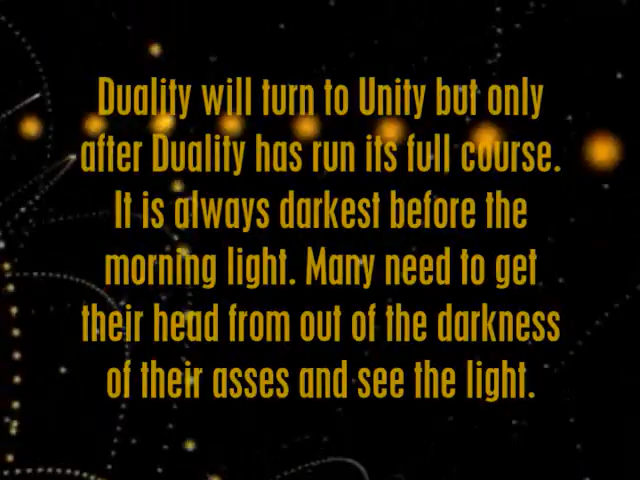 Duality will turn to Unity but only
after Duality has run its full course.
It is always darkest before the
morning light. Many need to get
their head from out of the darkness
of their asses and see the light.